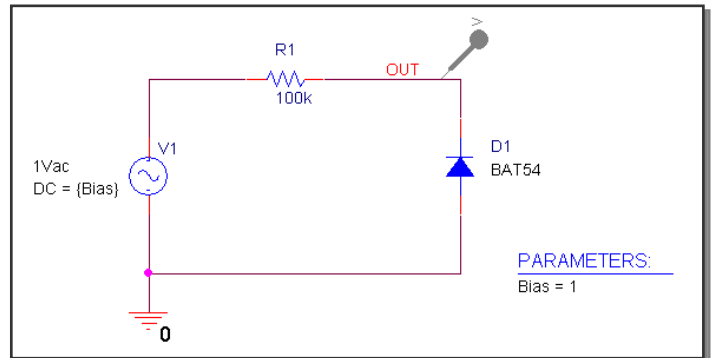 R1
OUT
100k
V1
1Vac
DC = {Bias}
D1
BAT54
PARAMETERS:
Bias = 1
0